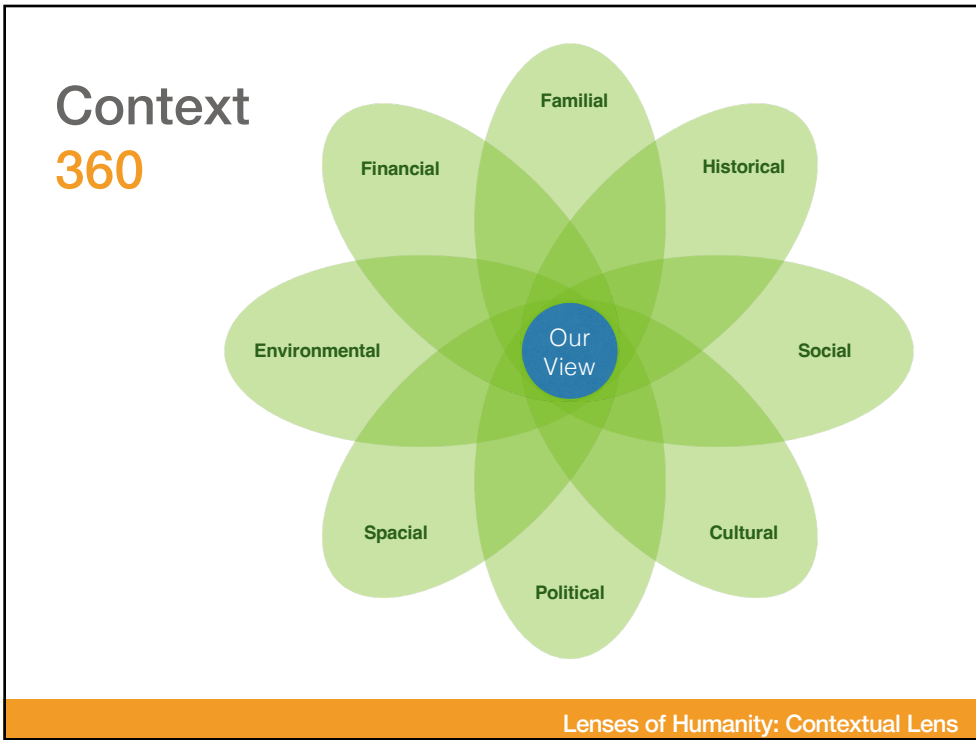 Context
360
Familial
Financial
Historical
Environmental
Our
View
Social
Spacial
Cultural
Political
Lenses of Humanity: Contextual Lens